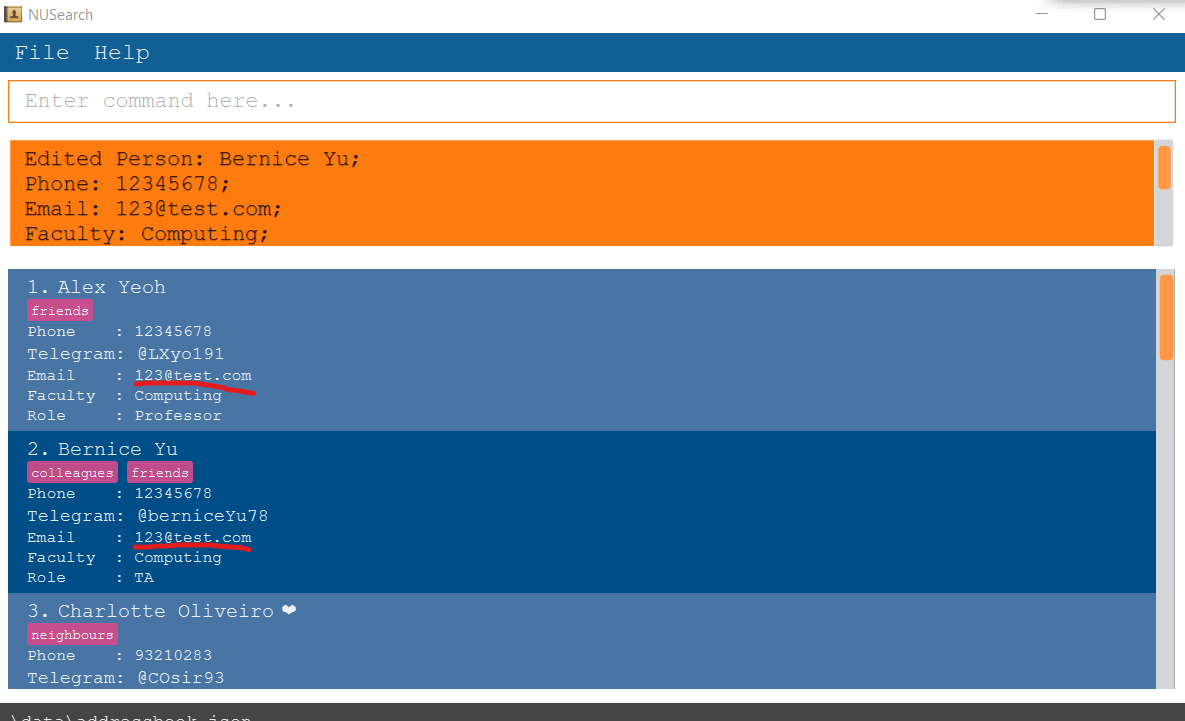 NUSearch
File Help
Enter command here...
Edited Person: Bernice Yu;
Phone: 12345678;
Email: 123@test.com;
Faculty: Computing;
1. Alex Yeoh
friends
Phone : 12345678
Telegram: @LXyo191
Email : 123@test.com
Faculty : Computing
Role : Professor
2. Bernice Yu
colleagues friends
Phone : 12345678
Telegram: @berniceYu78
Email : 123@test.com
Faculty : Computing
Role : TA
3. Charlotte Oliveiro ❤
neighbours
Phone : 93210283
Telegram: @COsir93
.\data\addressbook.json